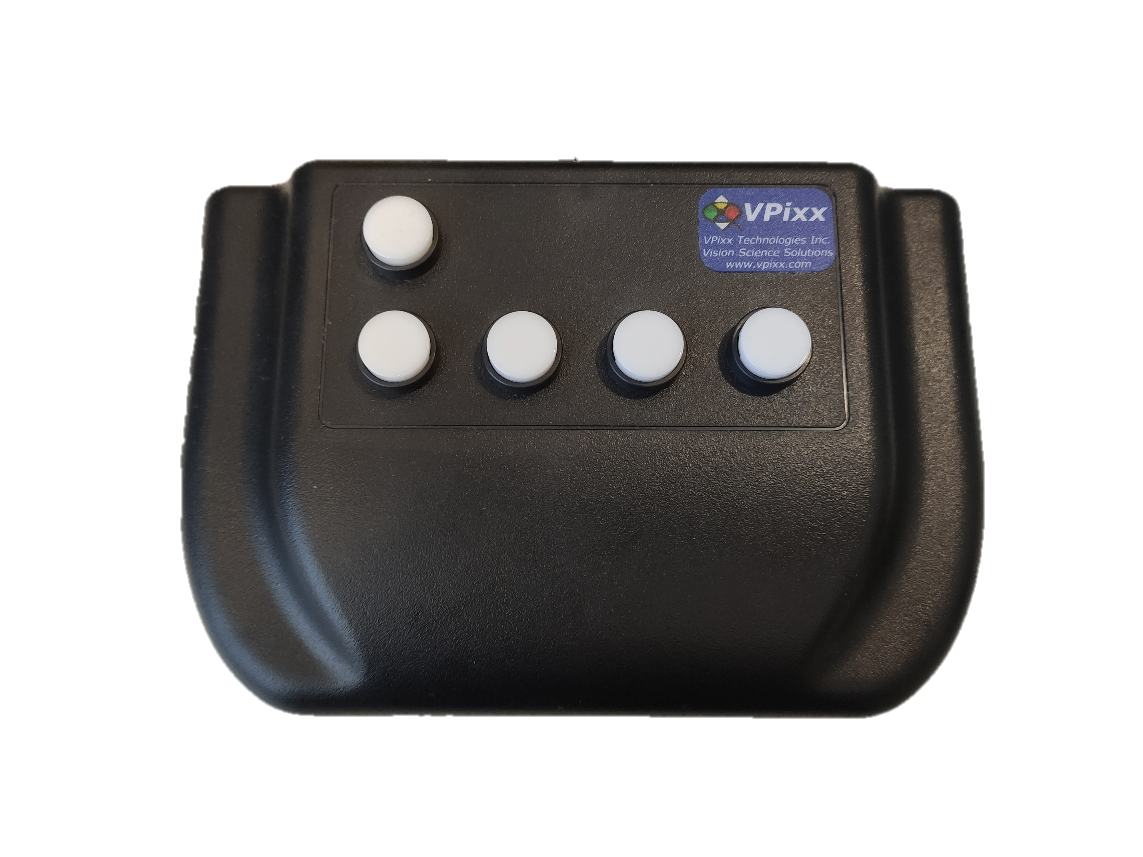 VPixx
VPixx Technologies Inc.
Vision Science Solutions
www.vpixx.com